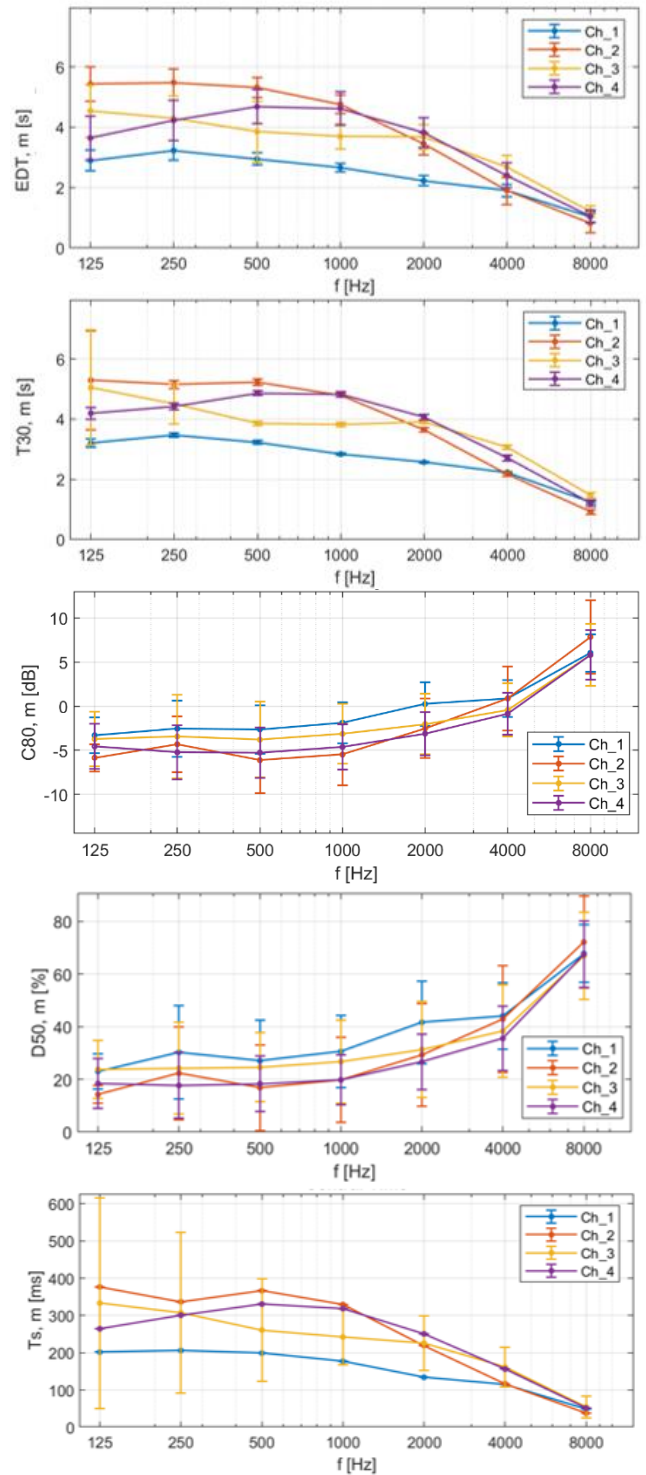 EDT, m [s]
6
4
2
0
Ch_1
Ch_2
Ch_3
Ch_4
125 250 500 1000 2000 4000 8000
f [Hz]
T30, m [s]
6
4
2
0
Ch_1
Ch_2
Ch_3
Ch_4
125 250 500 1000 2000 4000 8000
f [Hz]
C80, m [dB]
10
5
0
-5
-10
Ch_1
Ch_2
Ch_3
Ch_4
125 250 500 1000 2000 4000 8000
f [Hz]
D50, m [%]
80
60
40
20
0
Ch_1
Ch_2
Ch_3
Ch_4
125 250 500 1000 2000 4000 8000
f [Hz]
Ts, m [ms]
600
500
400
300
200
100
0
Ch_1
Ch_2
Ch_3
Ch_4
125 250 500 1000 2000 4000 8000
f [Hz]